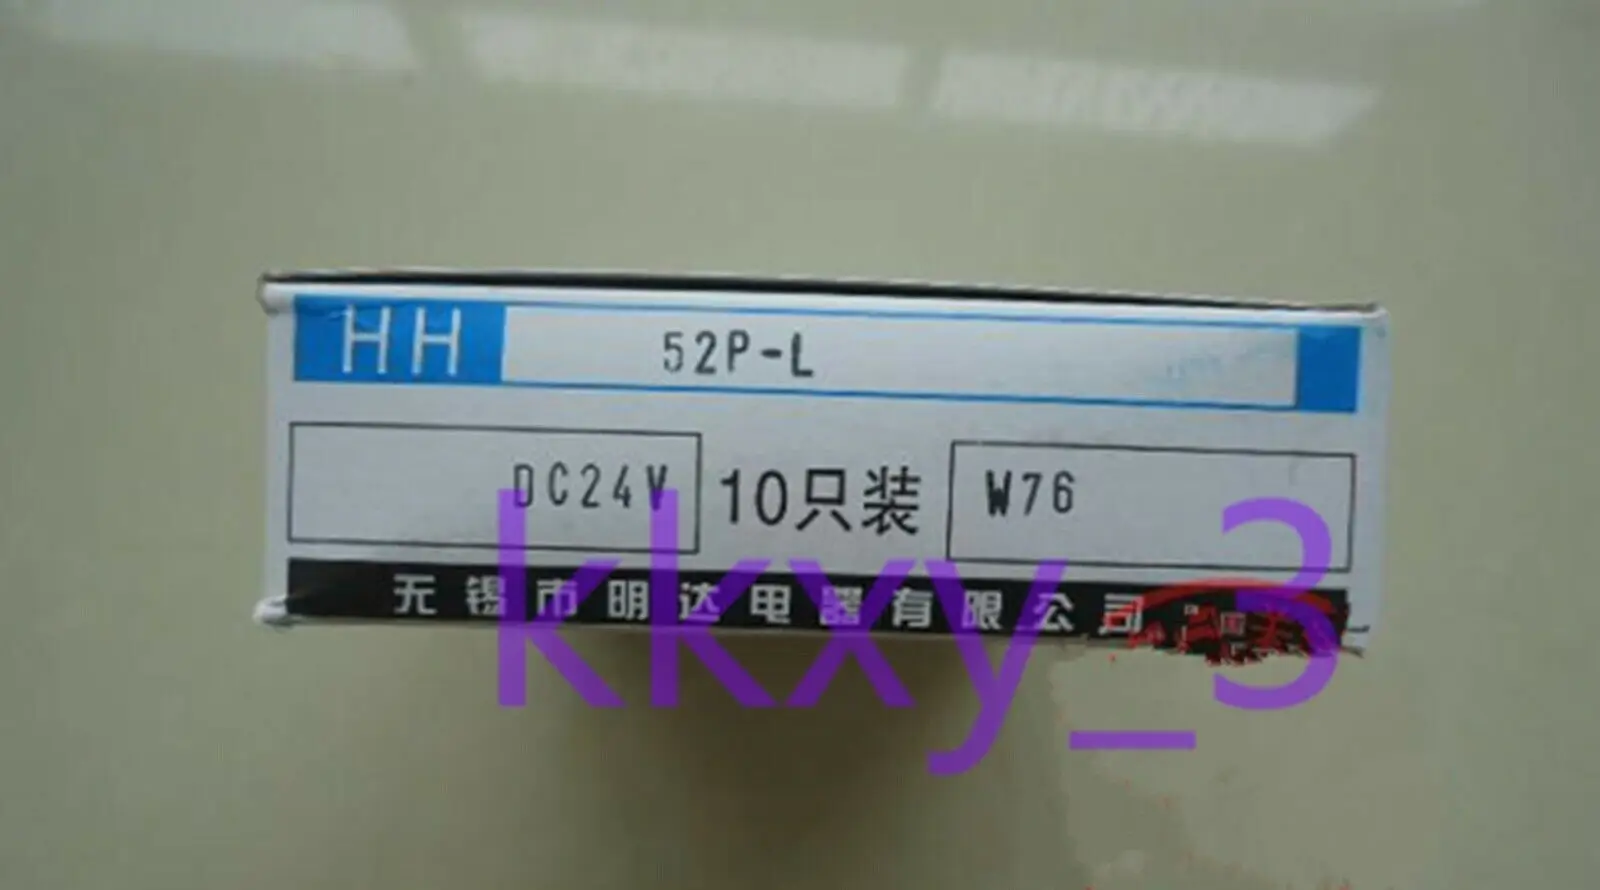 HH 52P-L
DC24V 10只装 W76
无锡市明达电器有限公司
kkxy_3